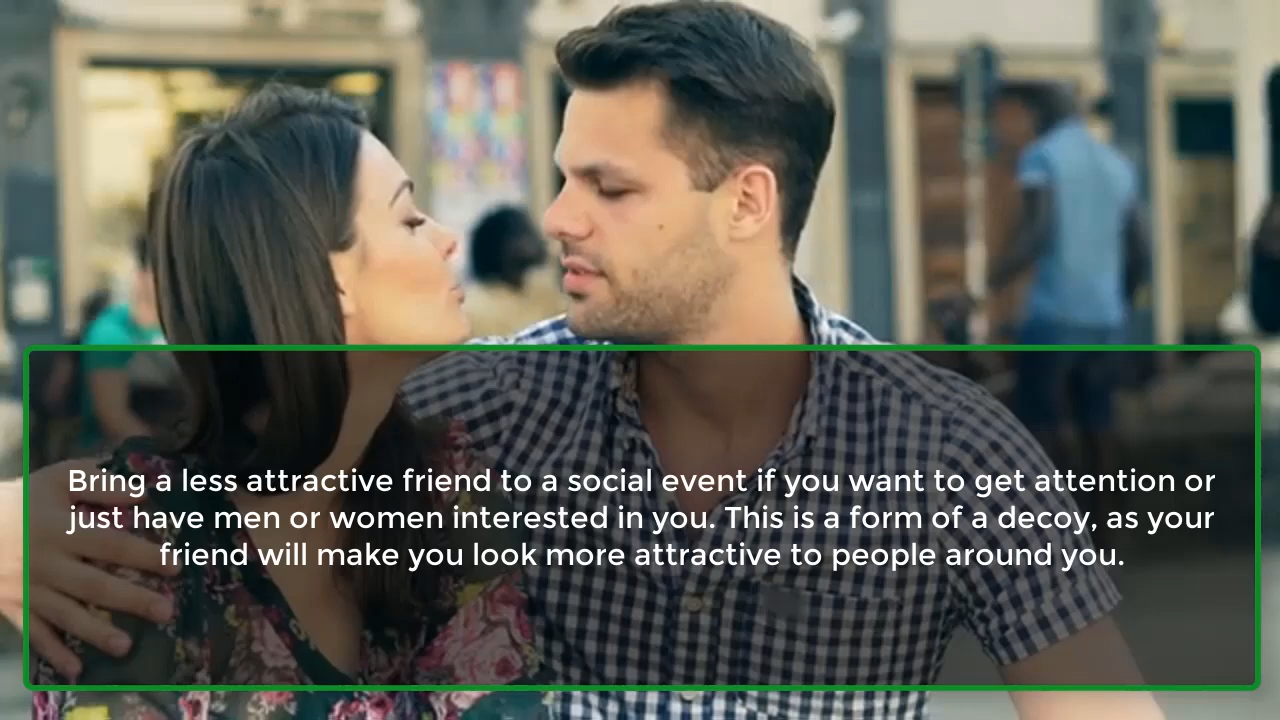 Bring a less attractive friend to a social event if you want to get attention or
just have men or women interested in you. This is a form of a decoy, as your
friend will make you look more attractive to people around you.